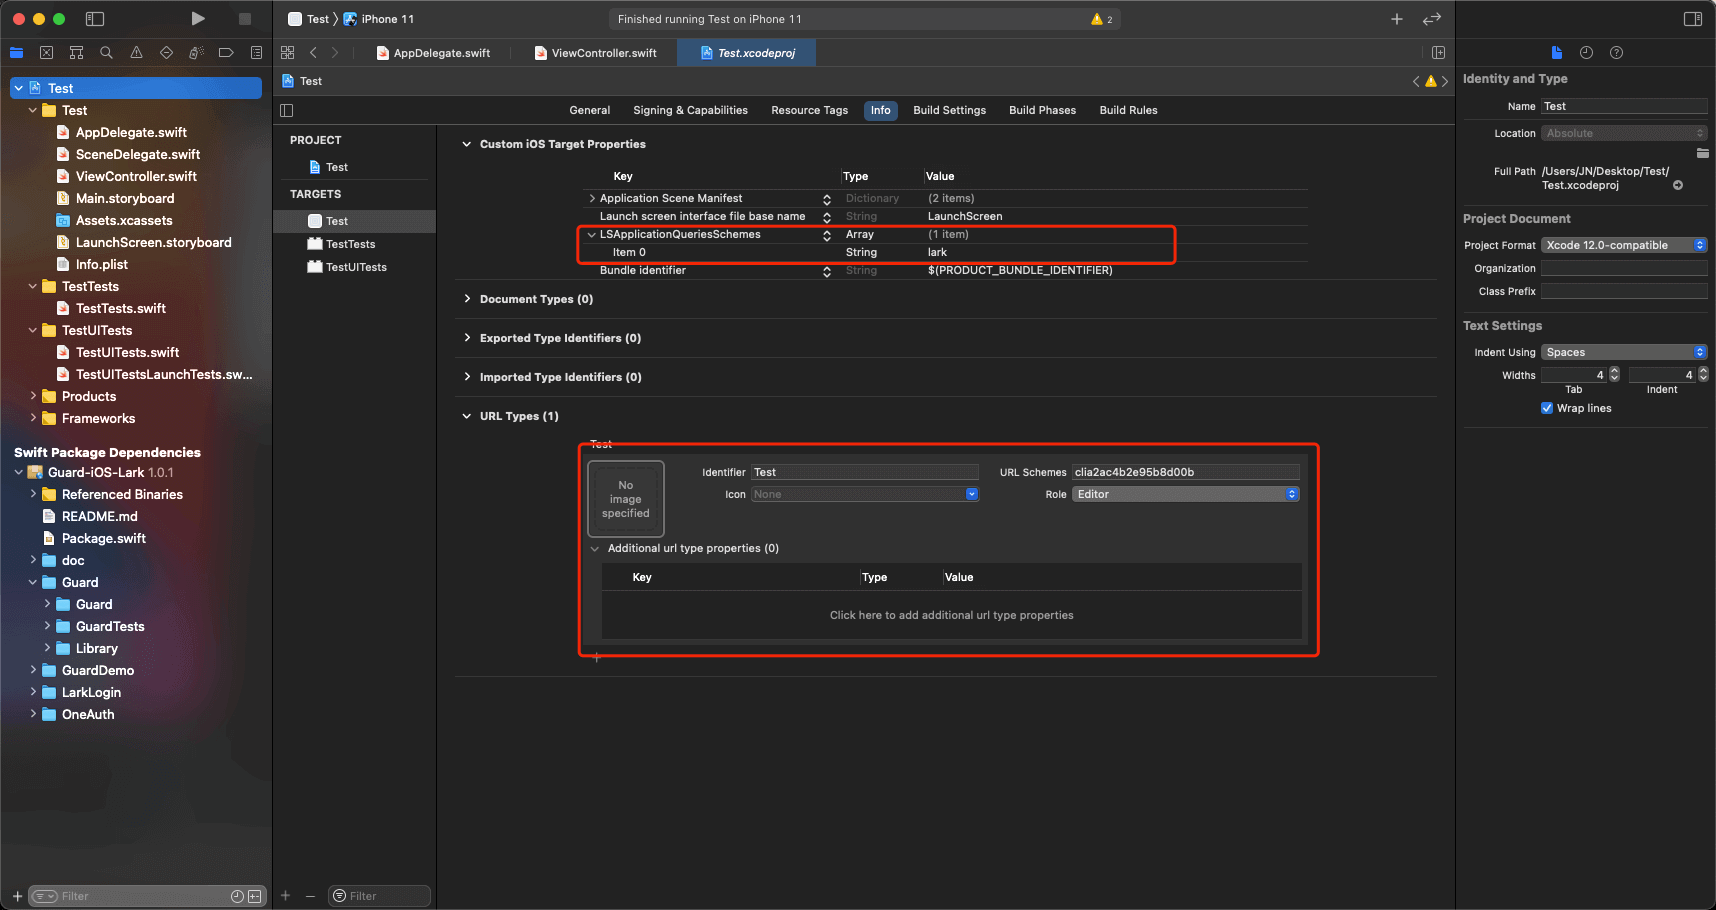 Test
iPhone 11
Finished running Test on iPhone 11
2
AppDelegate.swift
ViewController.swift
Test.xcodeproj
Test
Test
Test
AppDelegate.swift
SceneDelegate.swift
ViewController.swift
Main.storyboard
Assets.xcassets
LaunchScreen.storyboard
Info.plist
TestTests
TestTests.swift
TestUITests
TestUITests.swift
TestUITestsLaunchTests.sw...
Products
Frameworks
Swift Package Dependencies
Guard-iOS-Lark 1.0.1
Referenced Binaries
README.md
Package.swift
doc
Guard
Guard
GuardTests
Library
GuardDemo
LarkLogin
OneAuth
Filter
PROJECT
Test
TARGETS
Test
TestTests
TestUITests
Filter
General Signing & Capabilities Resource Tags Info Build Settings Build Phases Build Rules
Custom iOS Target Properties
Key Type Value
Application Scene Manifest Dictionary (2 items)
Launch screen interface file base name String LaunchScreen
LSApplicationQueriesSchemes Array (1 item)
Item 0 String lark
Bundle identifier String $(PRODUCT_BUNDLE_IDENTIFIER)
Document Types (0)
Exported Type Identifiers (0)
Imported Type Identifiers (0)
URL Types (1)
Test
No
image
specified
Identifier Test URL Schemes clia2ac4b2e95b8d00b
Icon None Role Editor
Additional url type properties (0)
Key Type Value
Click here to add additional url type properties
Identity and Type
Name Test
Location Absolute
Full Path /Users/JN/Desktop/Test/
Test.xcodeproj
Project Document
Project Format Xcode 12.0-compatible
Organization
Class Prefix
Text Settings
Indent Using Spaces
Widths 4 4
Tab Indent
Wrap lines